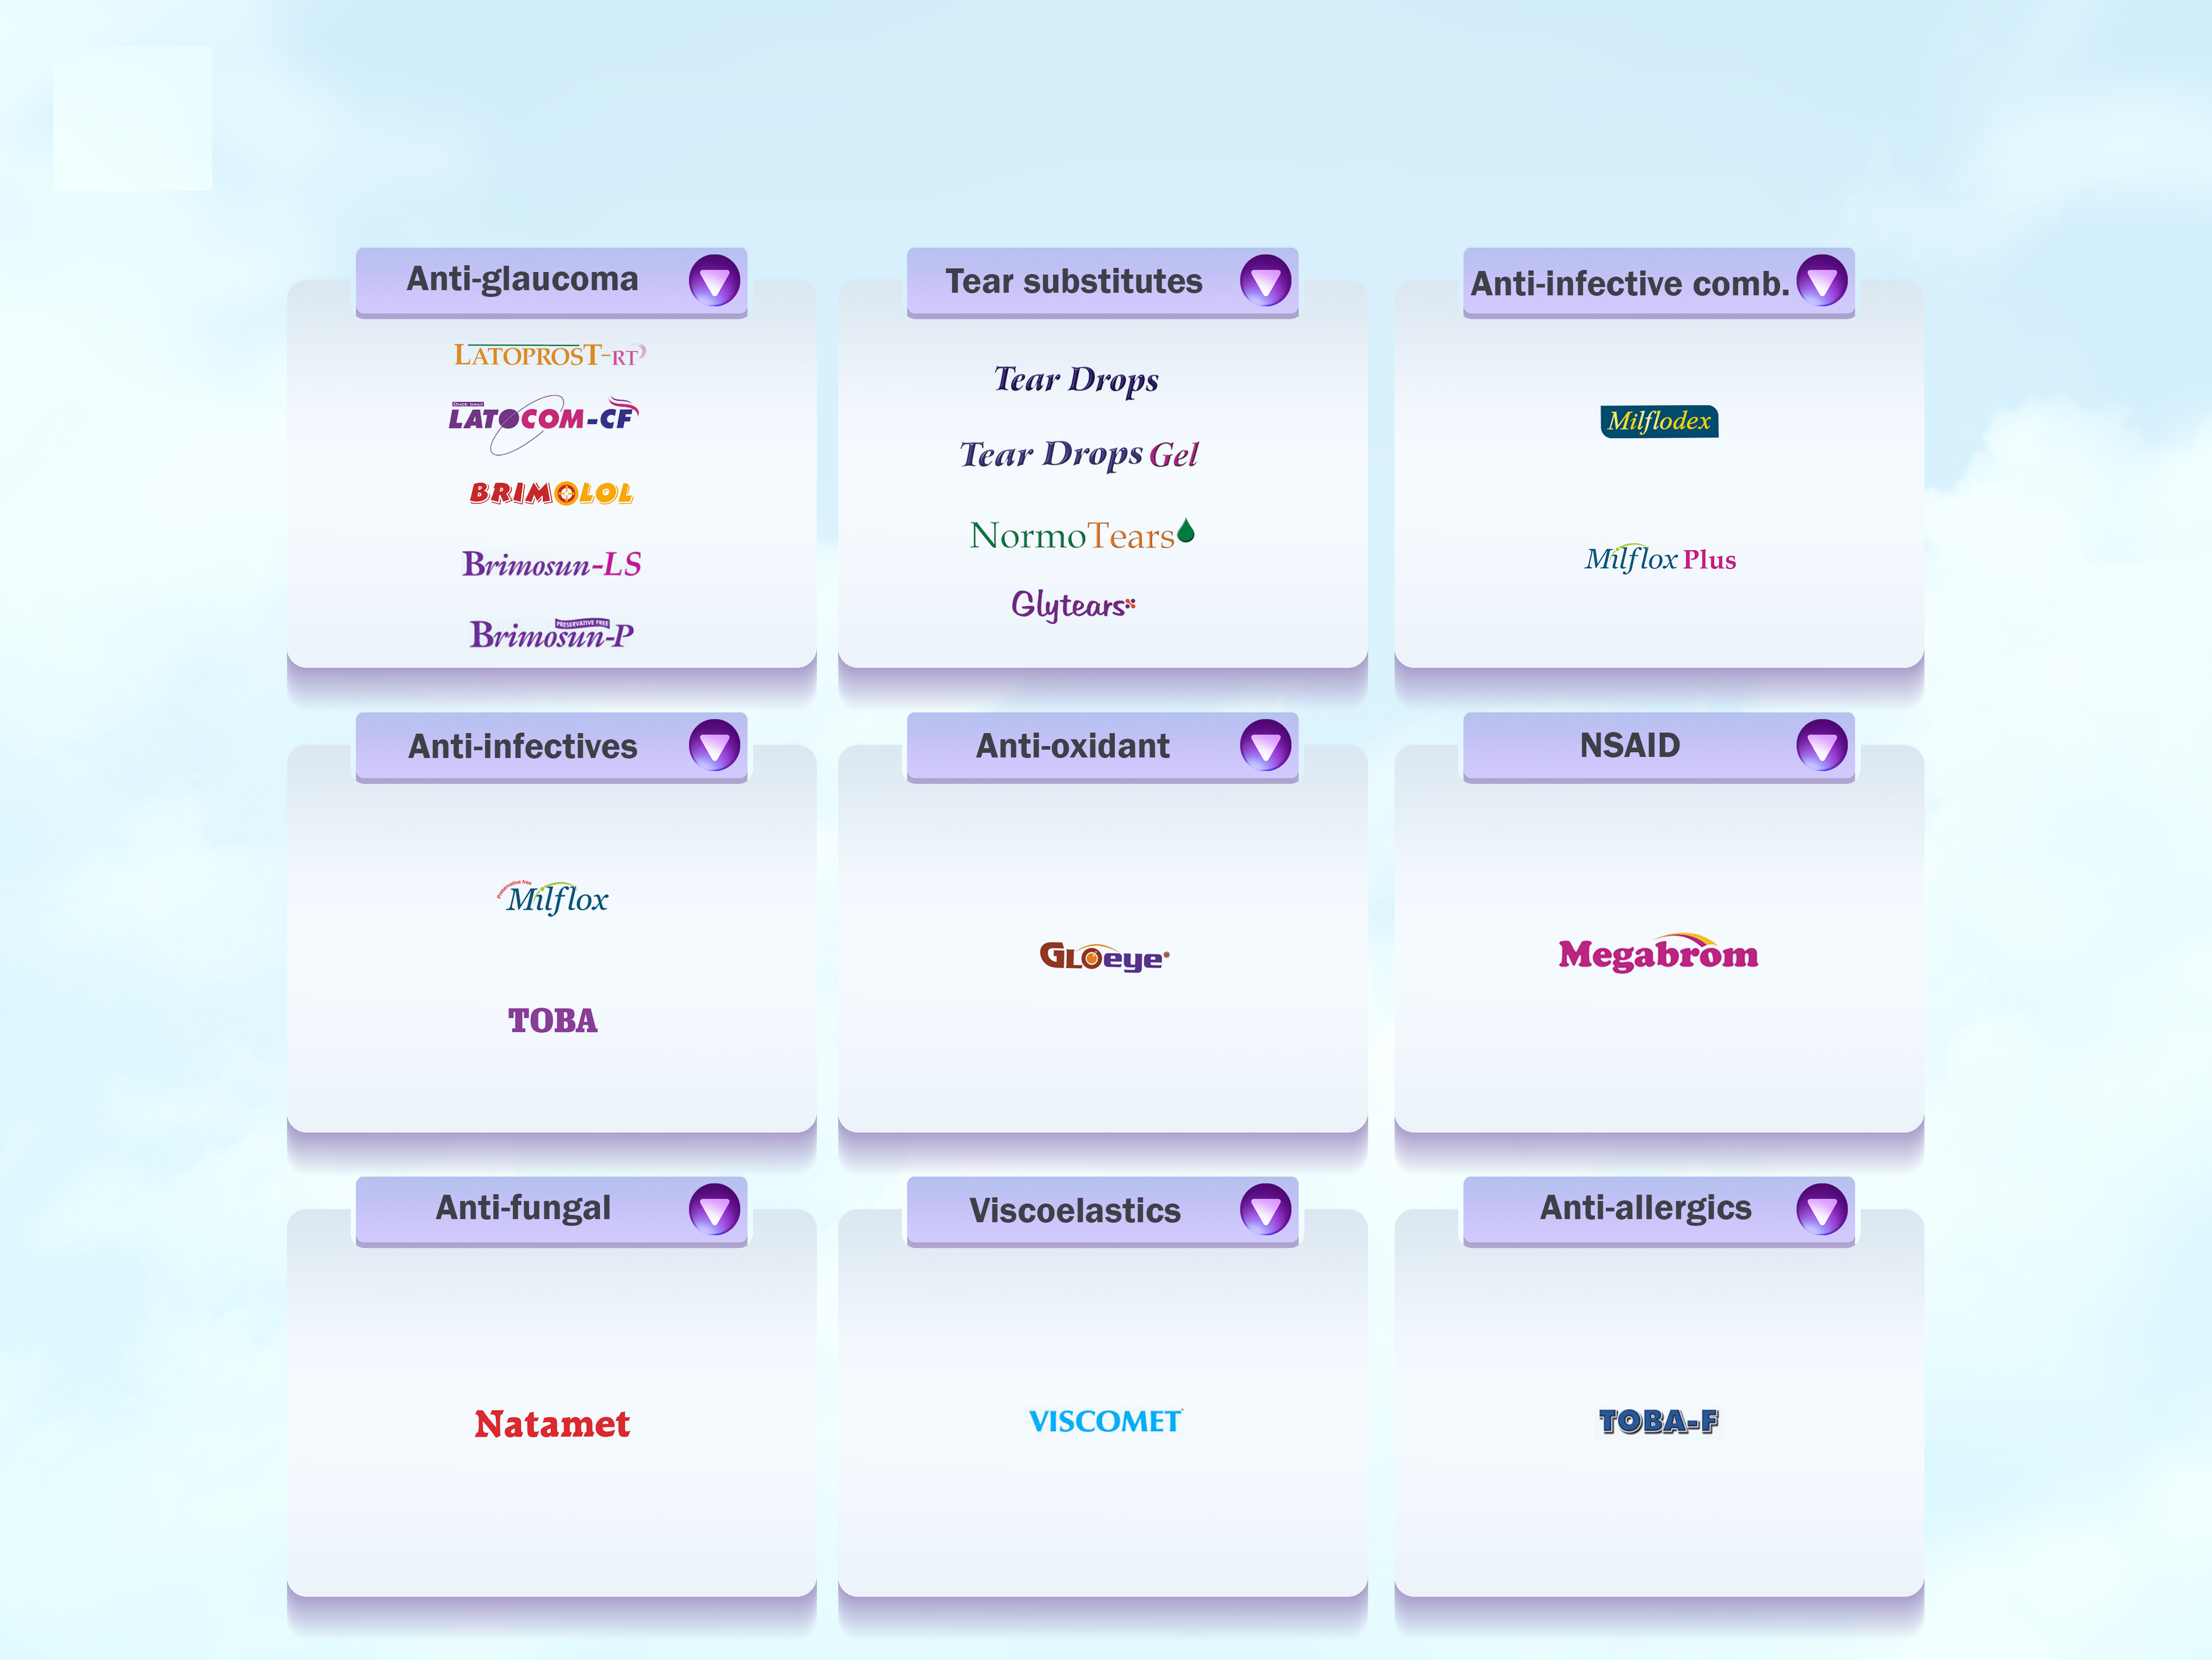 Anti-glaucoma
LATOPROST-RT
ONCE DAILY
LATOCOM-CF
BRIMOLOL
Brimosun-LS
PRESERVATIVE FREE
Brimosun-P
Tear substitutes
Tear Drops
Tear Drops Gel
NormoTears
Glytears
Anti-infective comb.
Milflodex
Milflox Plus
Anti-infectives
Preservative free
Milflox
TOBA
Anti-oxidant
GLOeye
NSAID
Megabrom
Anti-fungal
Natamet
Viscoelastics
VISCOMET
Anti-allergics
TOBA-F